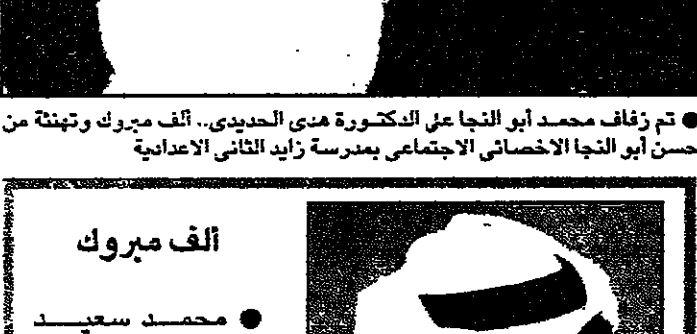 ● تم زفاف محمد أبو النجا على الدكتورة هدى الحديدى.. ألف مبروك وتهنئة من
حسن أبو النجا الاخصائى الاجتماعى بمدرسة زايد الثانى الاعدادية
ألف مبروك
● محمد سعيد